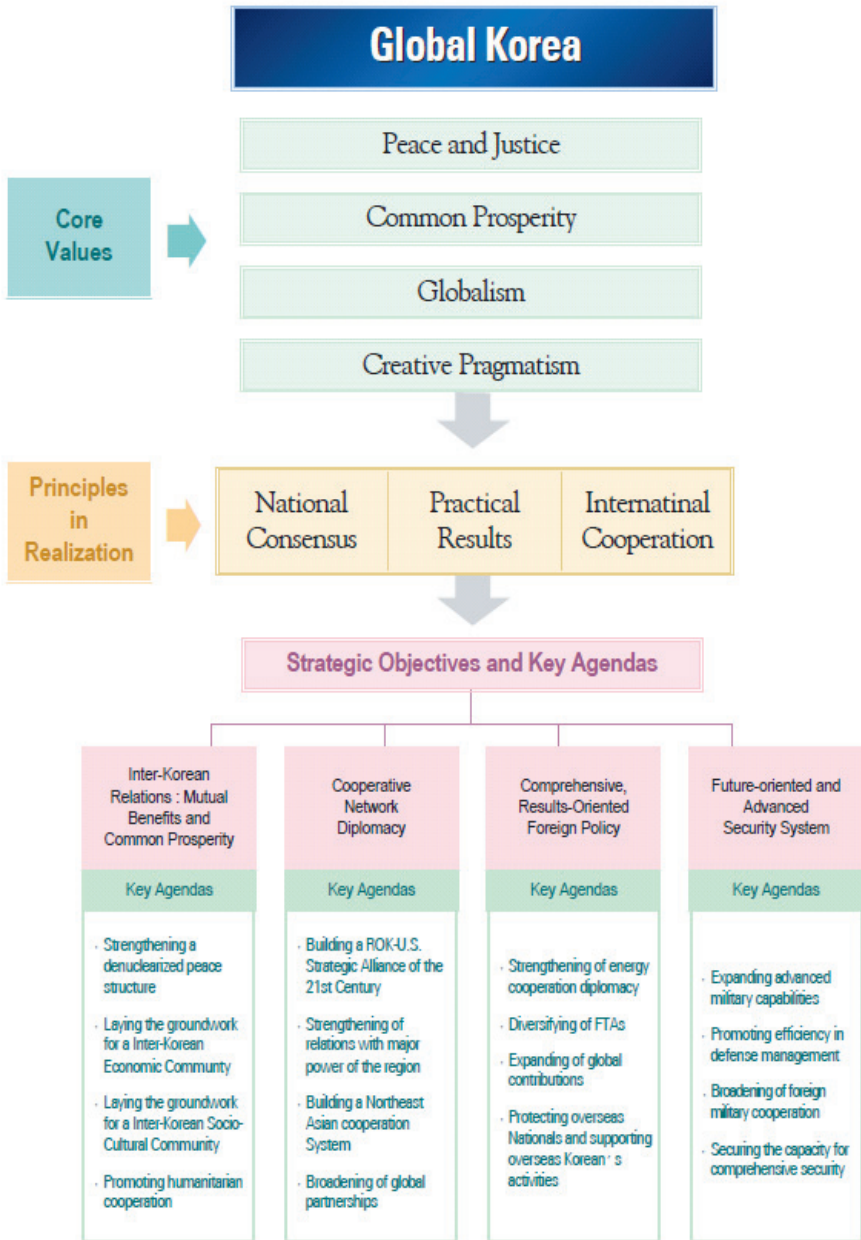 Global Korea
Core
Values
Peace and Justice
Common Prosperity
Globalism
Creative Pragmatism
Principles
in
Realization
National
Consensus
Practical
Results
Internatinal
Cooperation
Strategic Objectives and Key Agendas
Inter-Korean
Relations : Mutual
Benefits and
Common Prosperity
Key Agendas
· Strengthening a
denuclearized peace
structure
· Laying the groundwork
for a Inter-Korean
Economic Communty
· Laying the groundwork
for a Inter-Korean Socio-
Cultural Community
· Promoting humanitarian
cooperation
Cooperative
Network
Diplomacy
Key Agendas
· Building a ROK-U.S.
Strategic Alliance of the
21st Century
· Strengthening of
relations with major
power of the region
· Building a Northeast
Asian cooperation
System
· Broadening of global
partnerships
Comprehensive,
Results-Oriented
Foreign Policy
Key Agendas
· Strengthening of energy
cooperation diplomacy
· Diversifying of FTAs
· Expanding of global
contributions
· Protecting overseas
Nationals and supporting
overseas Korean's
activities
Future-oriented and
Advanced
Security System
Key Agendas
· Expanding advanced
military capabilities
· Promoting efficiency in
defense management
· Broadening of foreign
military cooperation
· Securing the capacity for
comprehensive security